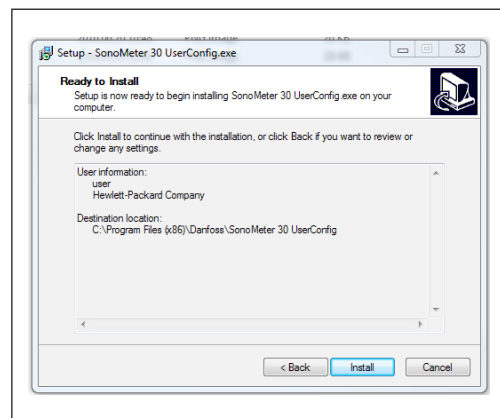 Setup - SonoMeter 30 UserConfig.exe
Ready to Install
Setup is now ready to begin installing SonoMeter 30 UserConfig.exe on your
computer.
Click Install to continue with the installation, or click Back if you want to review or
change any settings.
User information:
user
Hewlett-Packard Company
Destination location:
C:\Program Files (x86)\Danfoss\SonoMeter 30 UserConfig
< Back
Install
Cancel